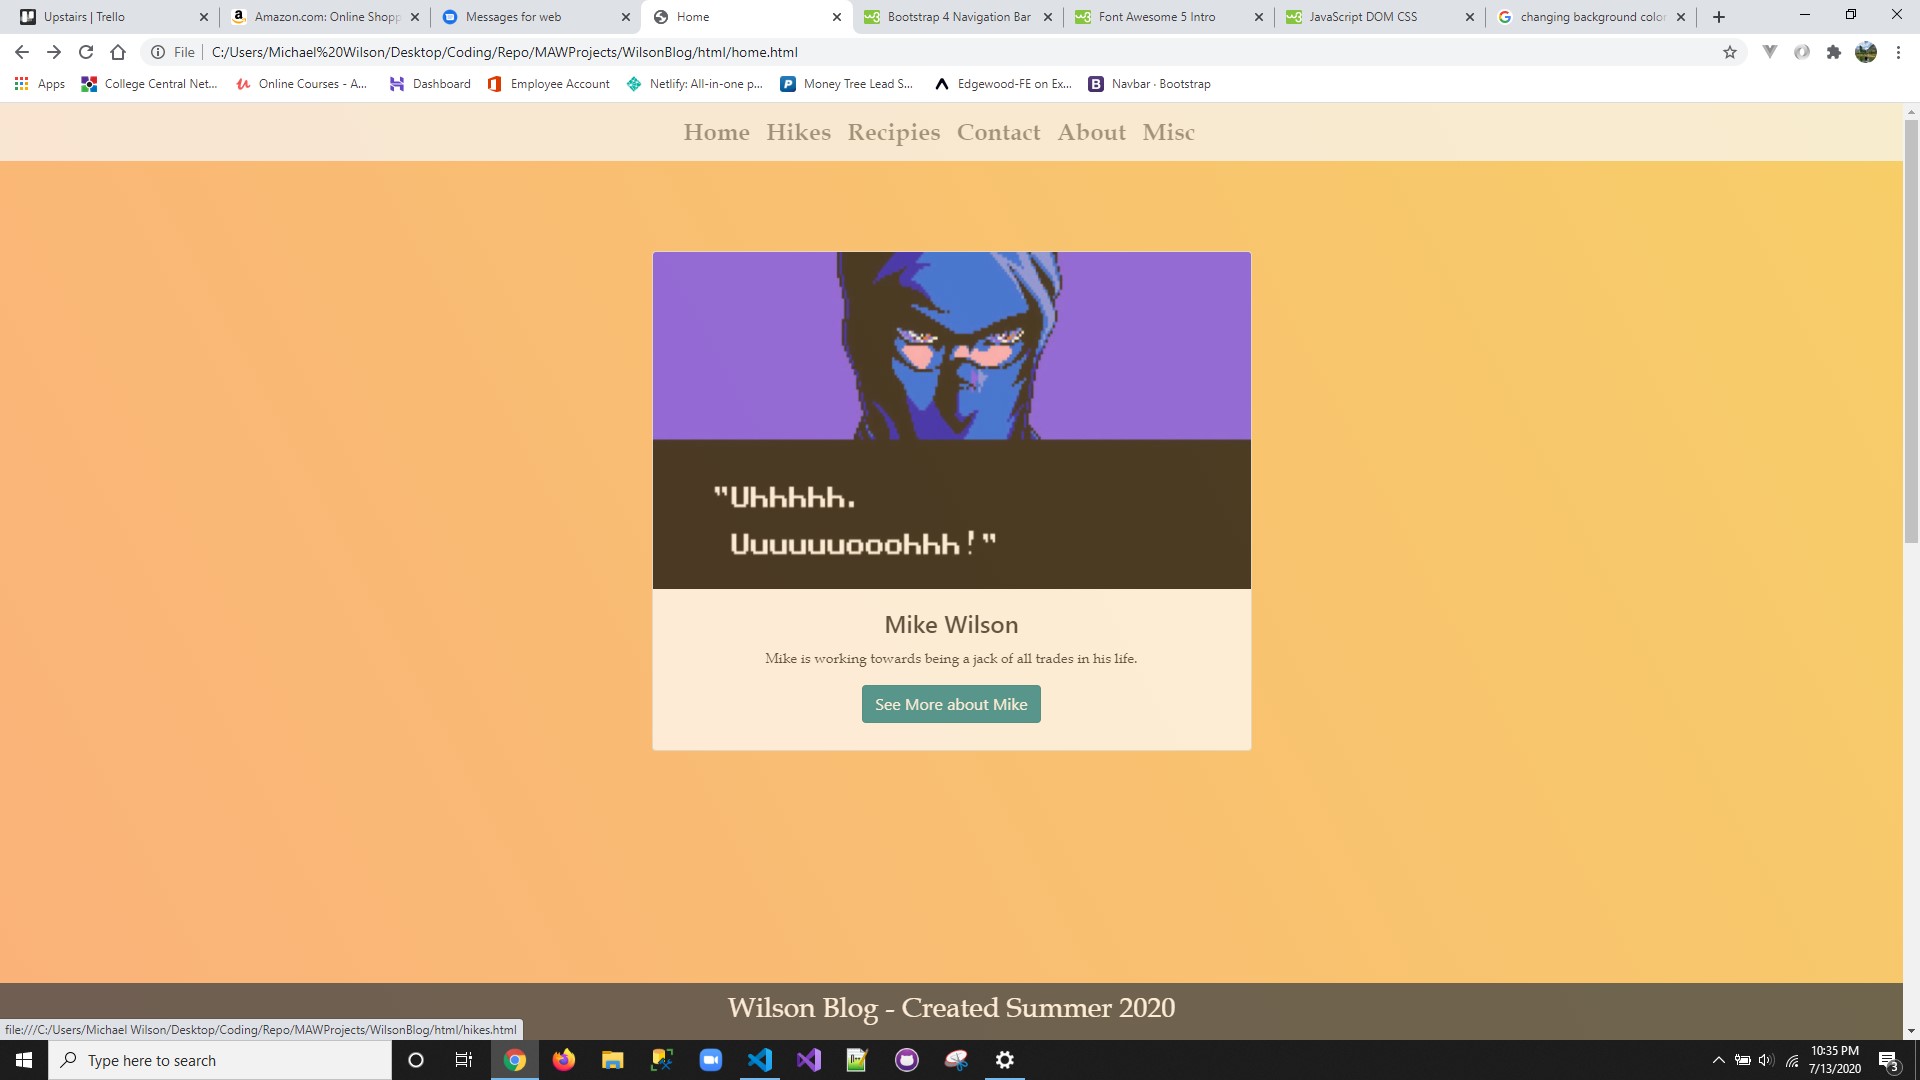 Upstairs | Trello
Amazon.com: Online Shopp
Messages for web
Home
Bootstrap 4 Navigation Bar
Font Awesome 5 Intro
JavaScript DOM CSS
changing background color
File
C:/Users/Michael%20Wilson/Desktop/Coding/Repo/MAWProjects/WilsonBlog/html/home.html
Apps
College Central Net...
Online Courses - A...
Dashboard
Employee Account
Netlify: All-in-one p...
Money Tree Lead S...
Edgewood-FE on Ex...
Navbar · Bootstrap
Home Hikes Recipies Contact About Misc
"Uhhhhh.
Uuuuuuooohhh!"
Mike Wilson
Mike is working towards being a jack of all trades in his life.
See More about Mike
Wilson Blog - Created Summer 2020
file:///C:/Users/Michael Wilson/Desktop/Coding/Repo/MAWProjects/WilsonBlog/html/hikes.html
Type here to search
10:35 PM
7/13/2020
3